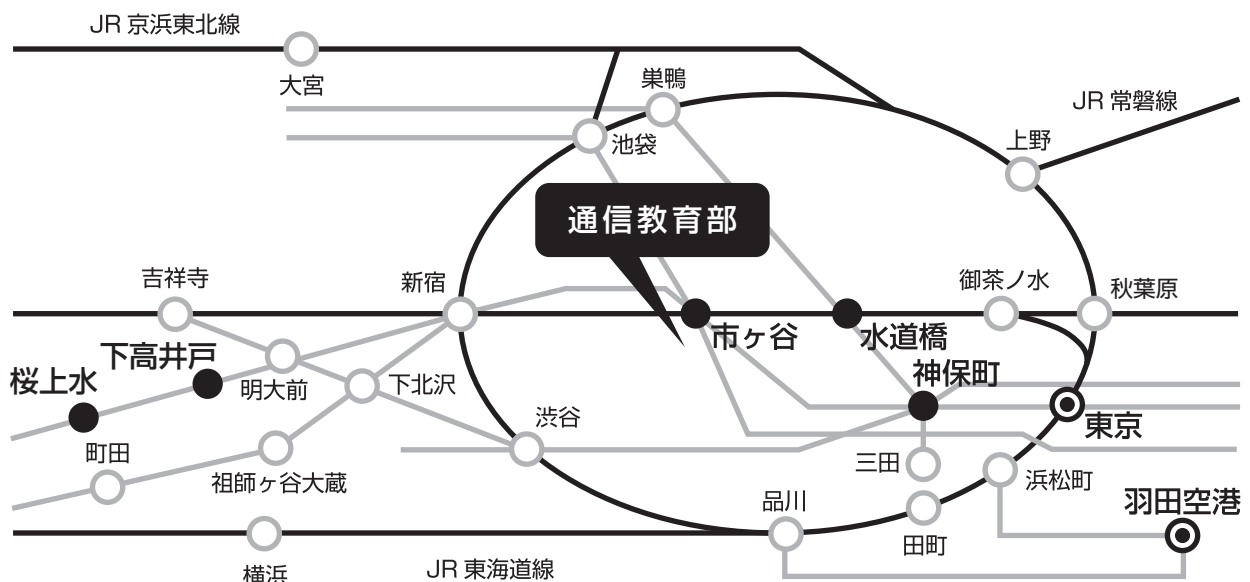 JR 京浜東北線
大宮
巣鴨
池袋
JR 常磐線
上野
通信教育部
吉祥寺
新宿
御茶ノ水
秋葉原
市ヶ谷
水道橋
下高井戸
桜上水
明大前
下北沢
神保町
東京
渋谷
町田
祖師ヶ谷大蔵
三田
浜松町
品川
田町
羽田空港
横浜
JR 東海道線